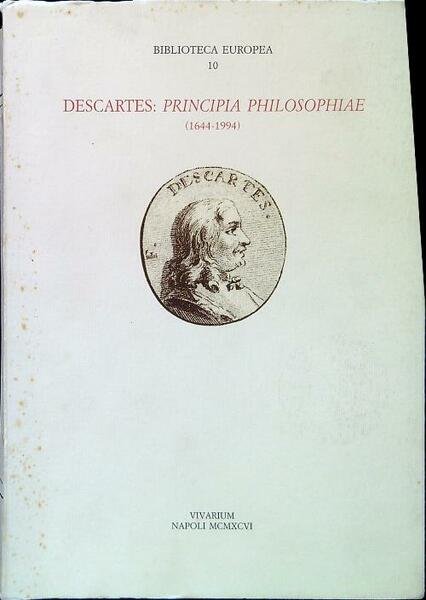 BIBLIOTECA EUROPEA
10
DESCARTES: PRINCIPIA PHILOSOPHIAE
(1644-1994)
F. DESCARTES.
VIVARIUM
NAPOLI MCMXCVI